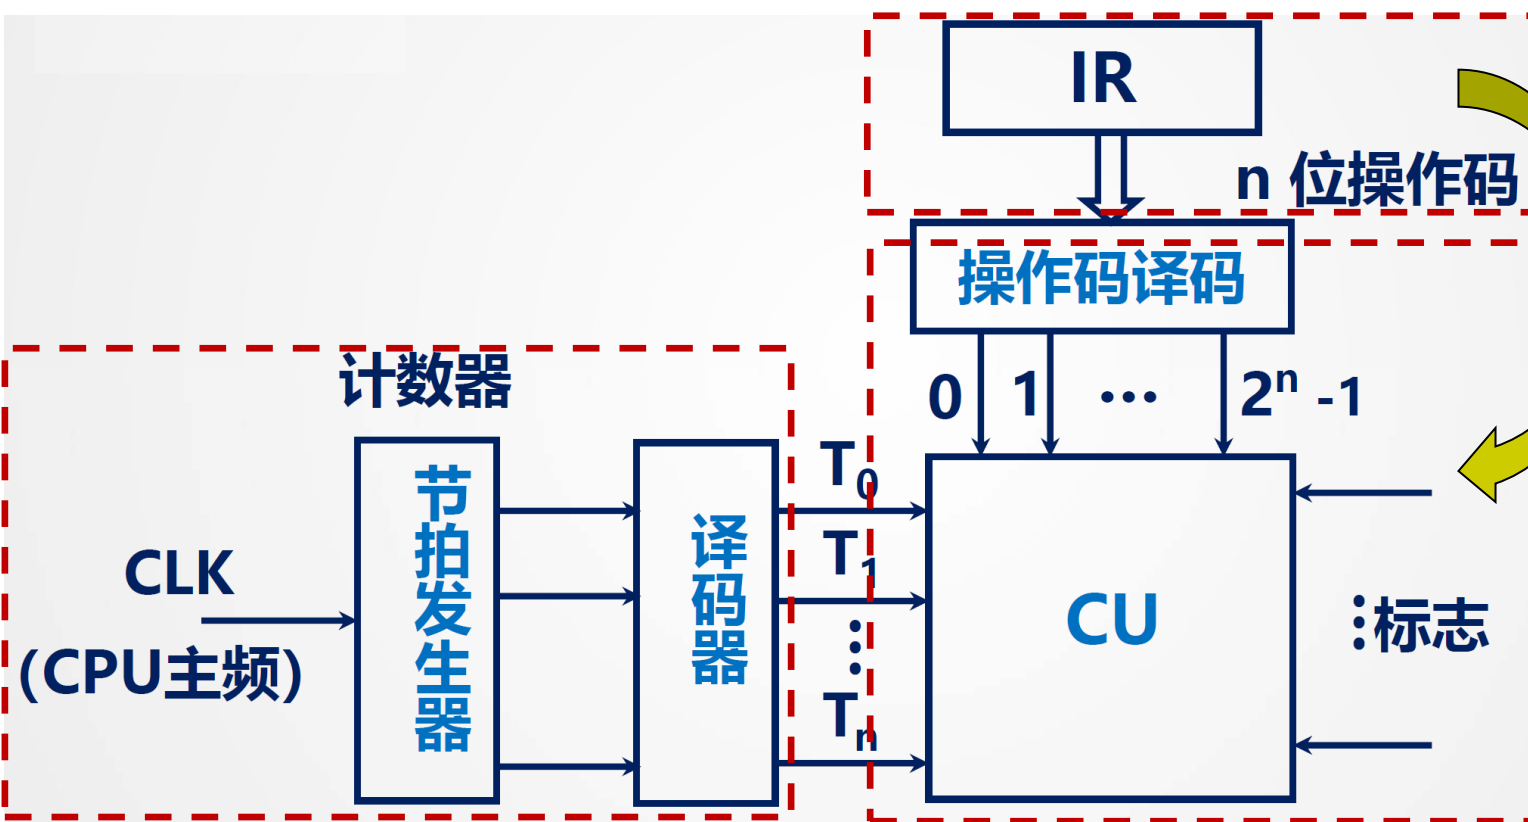 IR
n 位操作码
操作码译码
计数器
0 1 ••• 2ⁿ -1
节拍发生器
译码器
T₀
CLK
T₁
CU
⋮标志
(CPU主频)
⋮
Tₙ